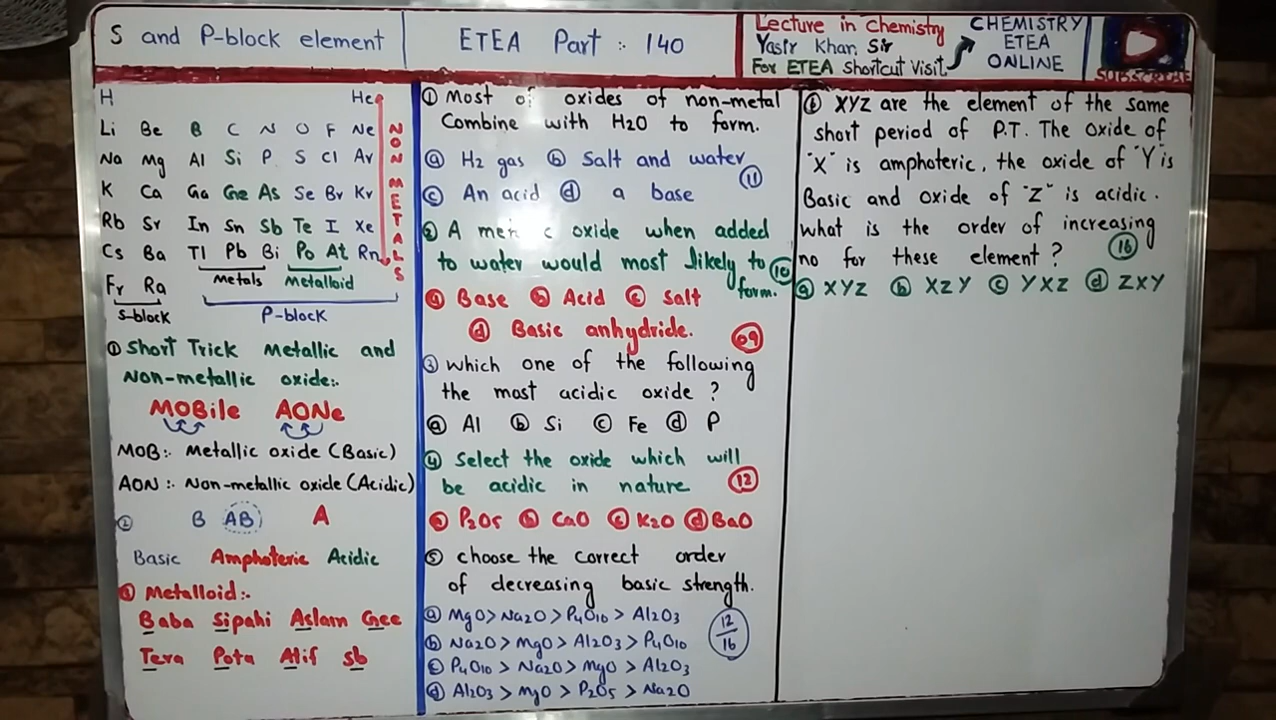 S and P-block element
ETEA Part :- 140
Lecture in Chemistry
Yasir Khan Sir
For ETEA Shortcut Visit
CHEMISTRY
ETEA
ONLINE
SUBSCRIBE
H He
Li Be B C N O F Ne
Na Mg Al Si P S Cl Ar
K Ca Ga Ge As Se Br Kr
Rb Sr In Sn Sb Te I Xe
Cs Ba Tl Pb Bi Po At Rn
Fr Ra Metals Metalloid
S-block P-block
NON METALS
① Short Trick Metallic and
Non-metallic oxide:-
MOBile AONe
MOB:- Metallic oxide (Basic)
AON:- Non-metallic oxide (Acidic)
② B AB A
Basic Amphoteric Acidic
③ Metalloid:-
Baba Sipahi Aslam Gee
Tera Pota Alif sb
① Most of oxides of non-metal
Combine with H2O to form.
ⓐ H2 gas ⓑ Salt and water
ⓒ An acid ⓓ a base
11
② A c oxide when added
to water would most likely to
form.
10
ⓐ Base ⓑ Acid ⓒ Salt
ⓓ Basic anhydride.
09
③ which one of the following
the most acidic oxide ?
ⓐ Al ⓑ Si ⓒ Fe ⓓ P
④ Select the oxide which will
be acidic in nature
12
ⓐ P2O5 ⓑ CaO ⓒ K2O ⓓ BaO
⑤ choose the correct order
of decreasing basic strength.
ⓐ MgO > Na2O > P4O10 > Al2O3
ⓑ Na2O > MgO > Al2O3 > P4O10
ⓒ P4O10 > Na2O > MgO > Al2O3
ⓓ Al2O3 > MgO > P2O5 > Na2O
12
16
⑥ XYZ are the element of the same
short period of P.T. The oxide of
"X" is amphoteric, the oxide of "Y" is
Basic and oxide of "Z" is acidic.
what is the order of increasing
no for these element ?
16
ⓐ XYZ ⓑ XZY ⓒ YXZ ⓓ ZXY